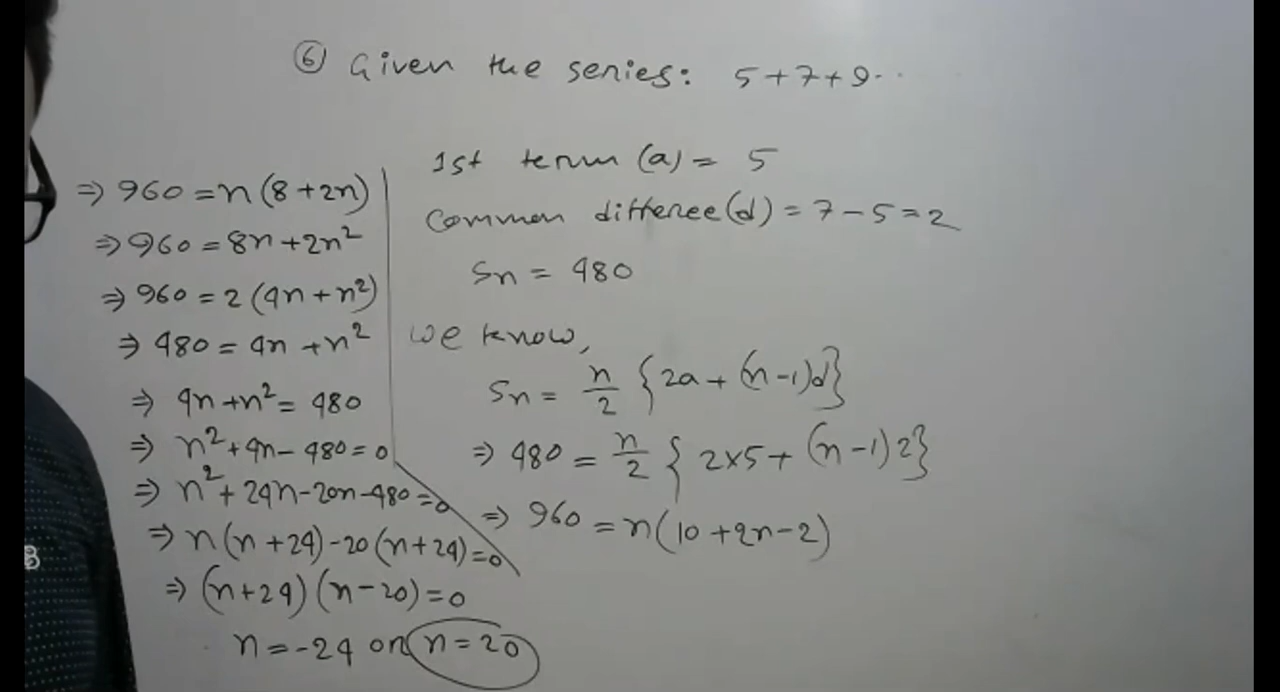 ⑥ Given the series: 5+7+9..
1st term (a) = 5
Common differece (d) = 7-5=2
Sn = 480
we know,
Sn = n/2 {2a+(n-1)d}
⇒ 480 = n/2 {2×5+(n-1)2}
⇒ 960 = n(10+2n-2)
⇒ 960 = n(8+2n)
⇒ 960 = 8n+2n²
⇒ 960 = 2(4n+n²)
⇒ 480 = 4n+n²
⇒ 4n+n² = 480
⇒ n²+4n-480=0
⇒ n²+24n-20n-480=0
⇒ n(n+24)-20(n+24)=0
⇒ (n+24)(n-20)=0
n=-24 or n=20